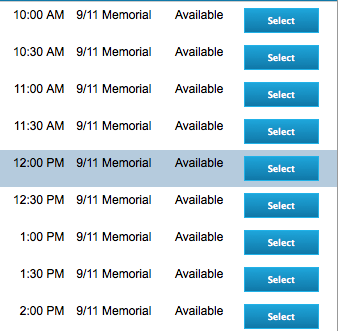 10:00 AM 9/11 Memorial Available Select
10:30 AM 9/11 Memorial Available Select
11:00 AM 9/11 Memorial Available Select
11:30 AM 9/11 Memorial Available Select
12:00 PM 9/11 Memorial Available Select
12:30 PM 9/11 Memorial Available Select
1:00 PM 9/11 Memorial Available Select
1:30 PM 9/11 Memorial Available Select
2:00 PM 9/11 Memorial Available Select